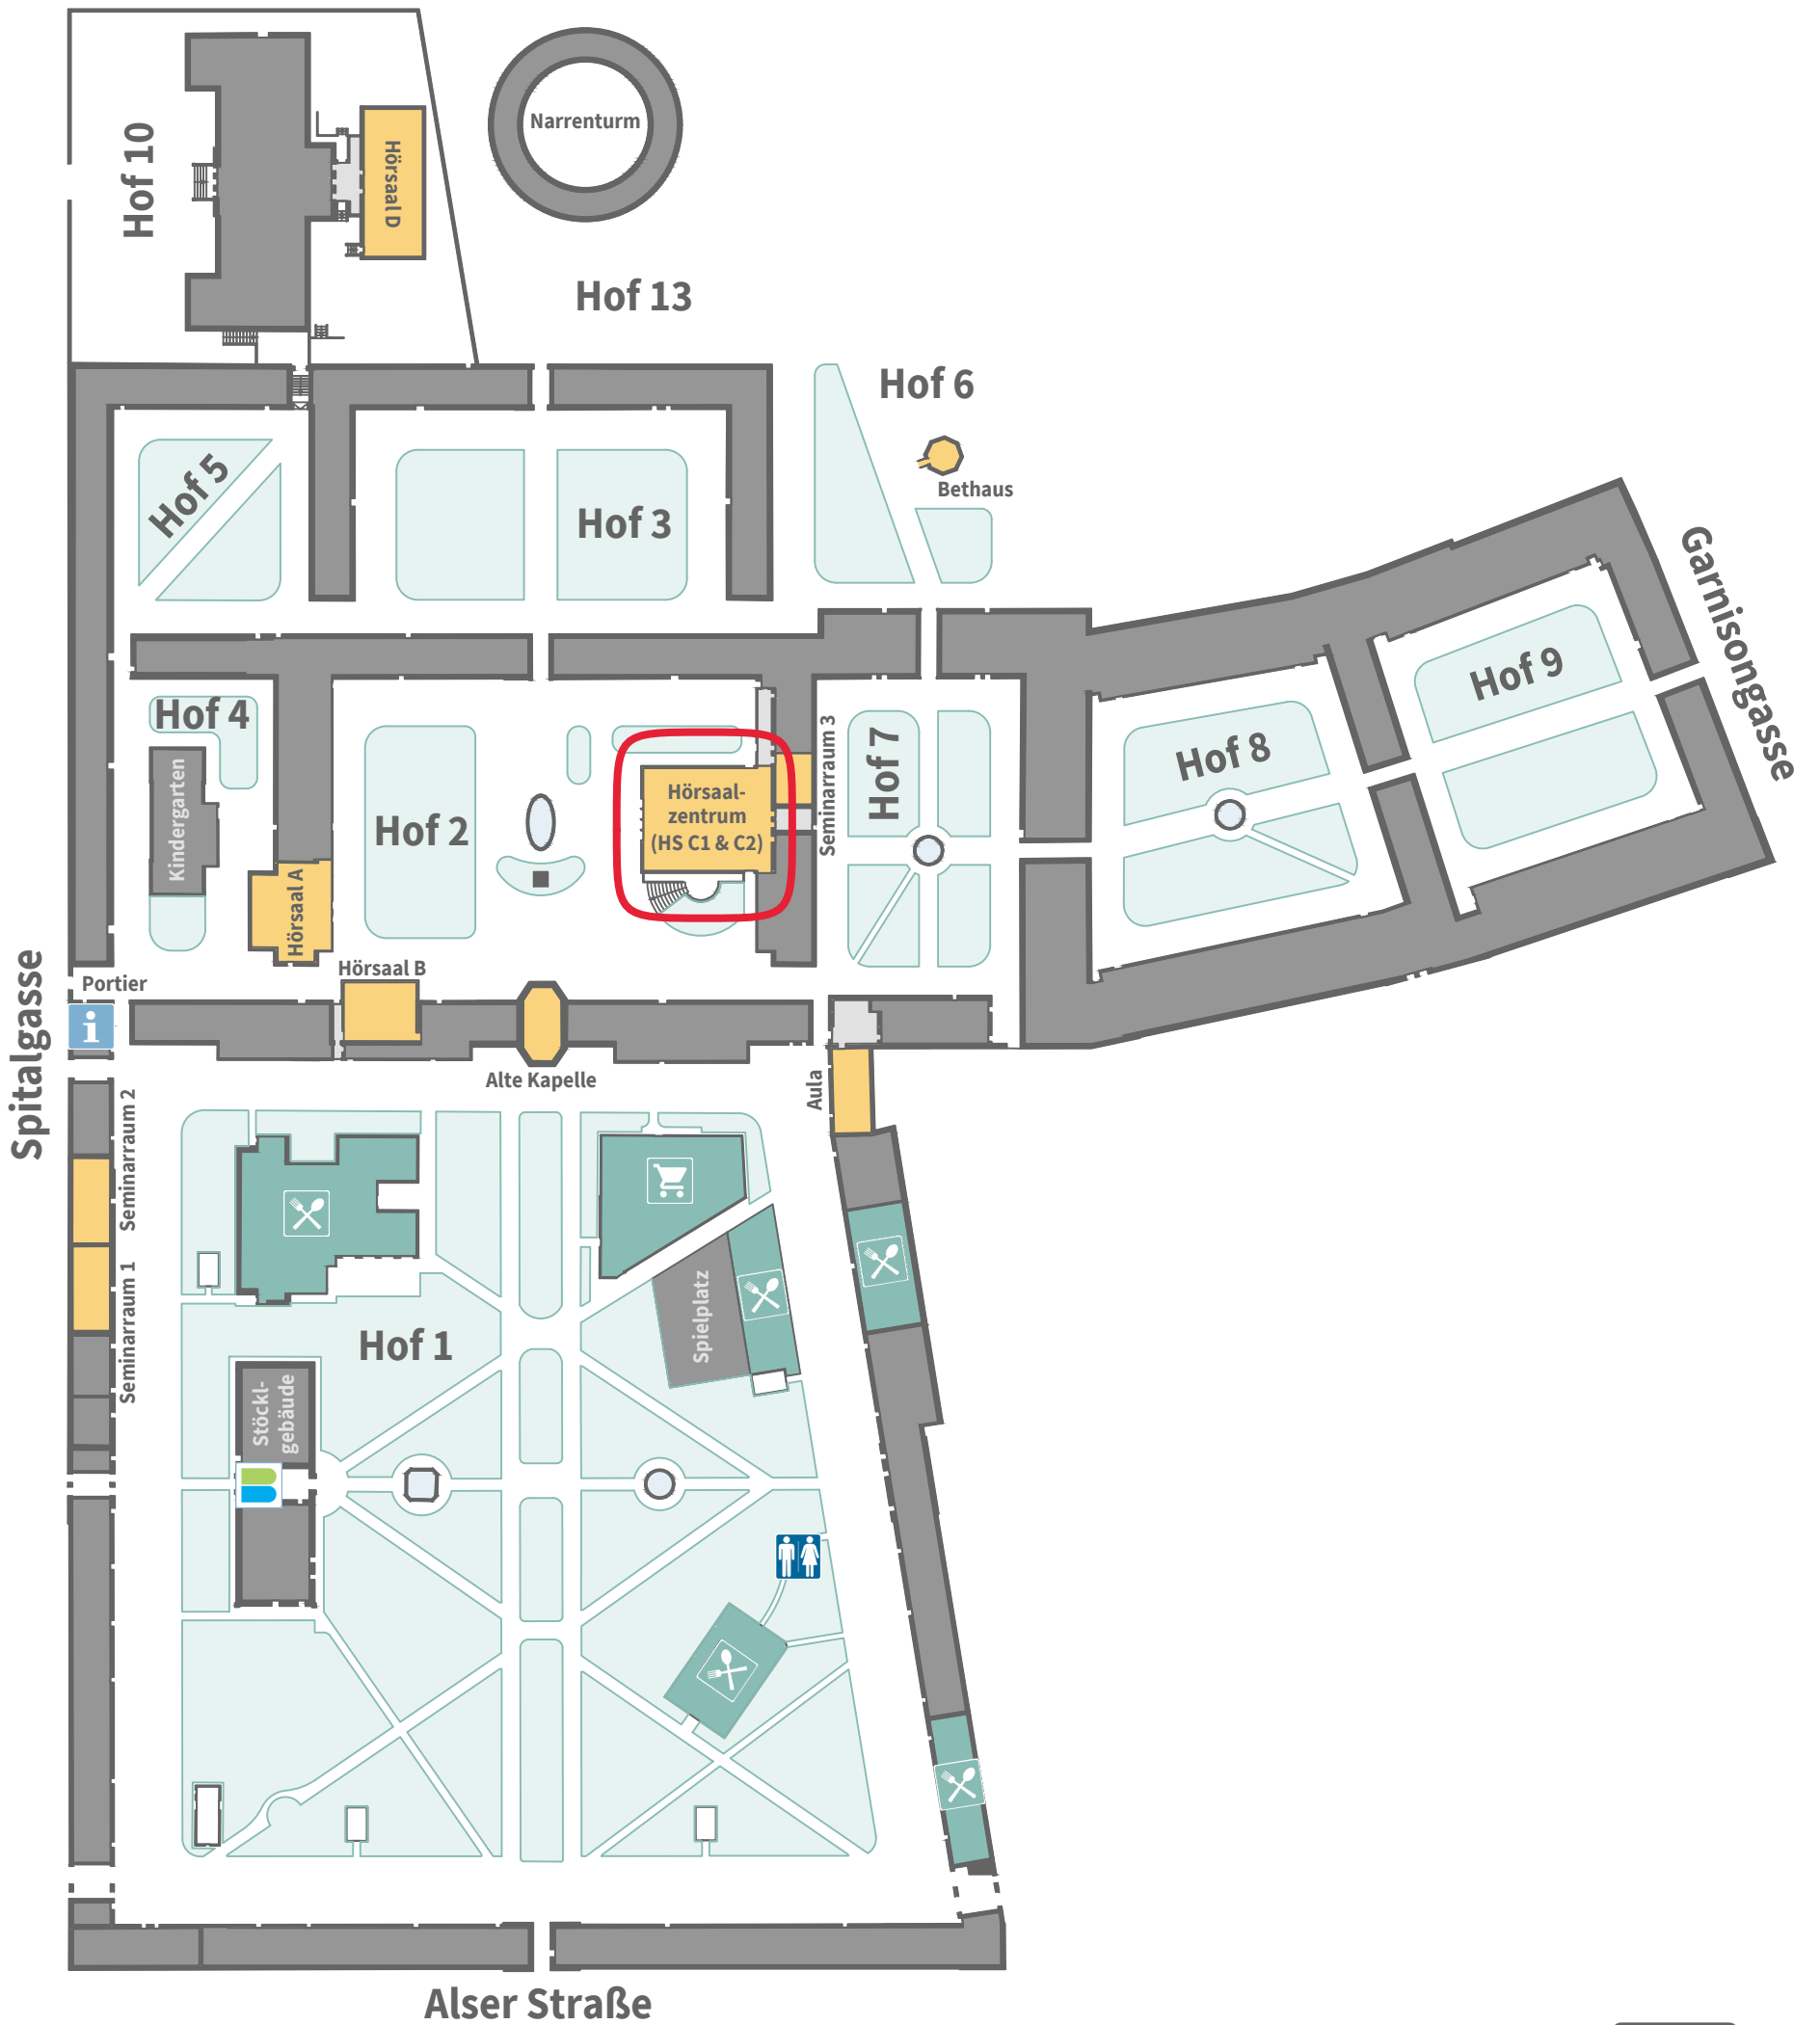 Narrenturm
Hof 10
Hörsaal D
Hof 13
Hof 6
Bethaus
Hof 5
Hof 3
Garnisongasse
Hof 9
Hof 4
Kindergarten
Hof 2
Hörsaal-
zentrum
(HS C1 & C2)
Seminarraum 3
Hof 7
Hof 8
Hörsaal A
Spitalgasse
Portier
i
Hörsaal B
Alte Kapelle
Aula
Seminarraum 2
Seminarraum 1
Spielplatz
Hof 1
Stöckl-
gebäude
Alser Straße